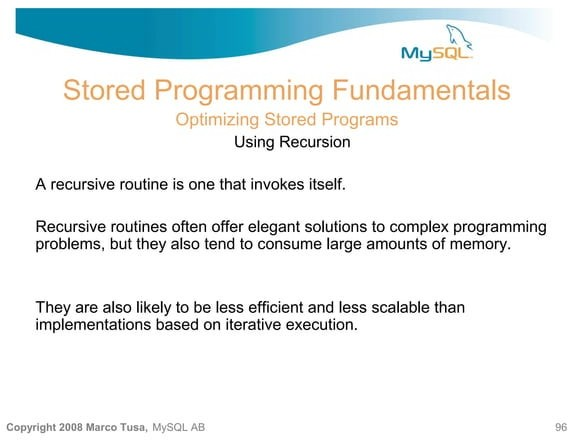 MySQL
Stored Programming Fundamentals
Optimizing Stored Programs
Using Recursion
A recursive routine is one that invokes itself.
Recursive routines often offer elegant solutions to complex programming
problems, but they also tend to consume large amounts of memory.
They are also likely to be less efficient and less scalable than
implementations based on iterative execution.
Copyright 2008 Marco Tusa, MySQL AB 96